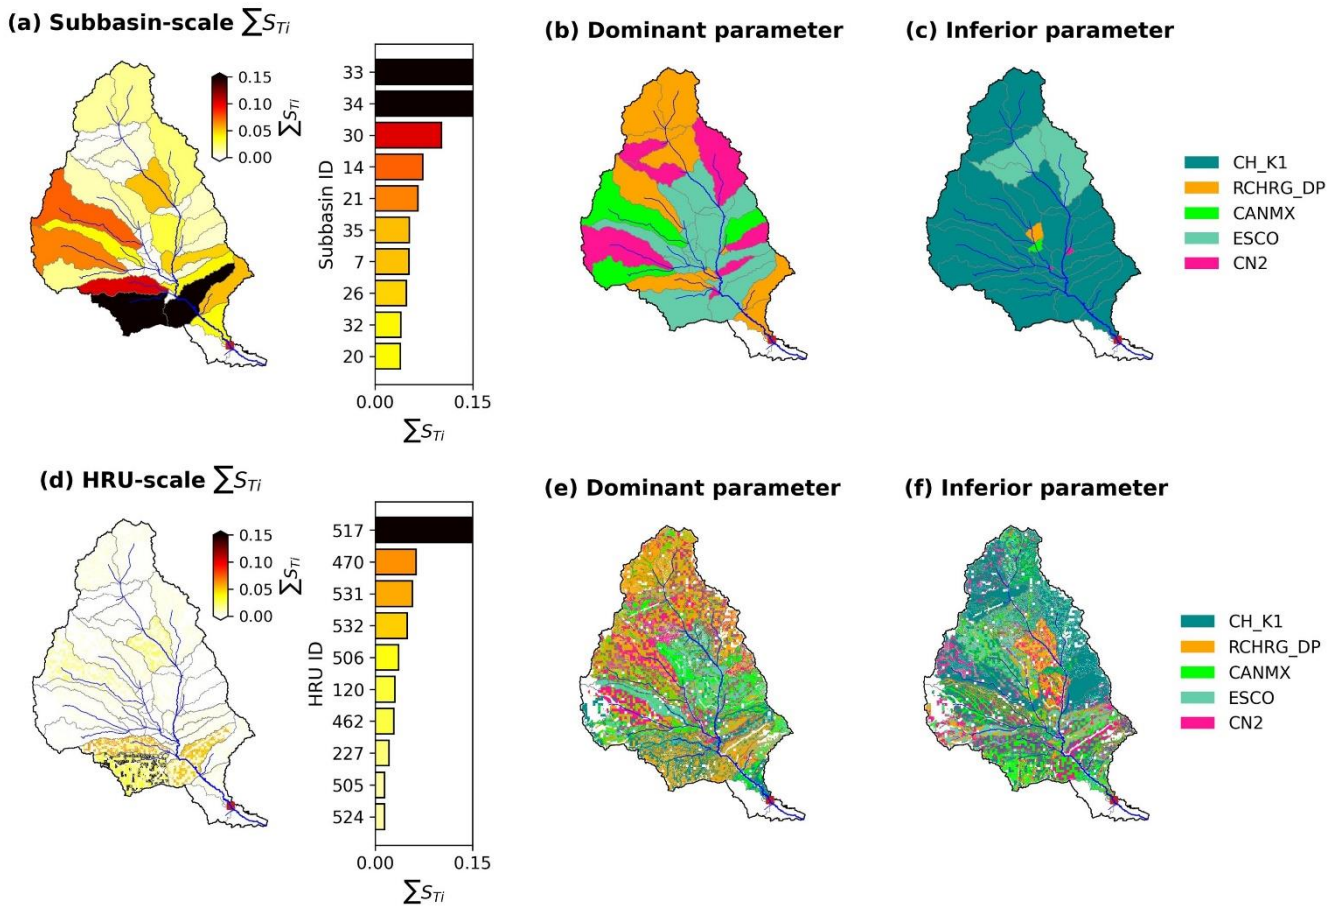 (a) Subbasin-scale ∑S_Ti
(b) Dominant parameter
(c) Inferior parameter
0.15
0.10
0.05
0.00
∑S_Ti
Subbasin ID
33
34
30
14
21
35
7
26
32
20
0.00 0.15
∑S_Ti
CH_K1
RCHRG_DP
CANMX
ESCO
CN2
(d) HRU-scale ∑S_Ti
(e) Dominant parameter
(f) Inferior parameter
0.15
0.10
0.05
0.00
∑S_Ti
HRU ID
517
470
531
532
506
120
462
227
505
524
0.00 0.15
∑S_Ti
CH_K1
RCHRG_DP
CANMX
ESCO
CN2